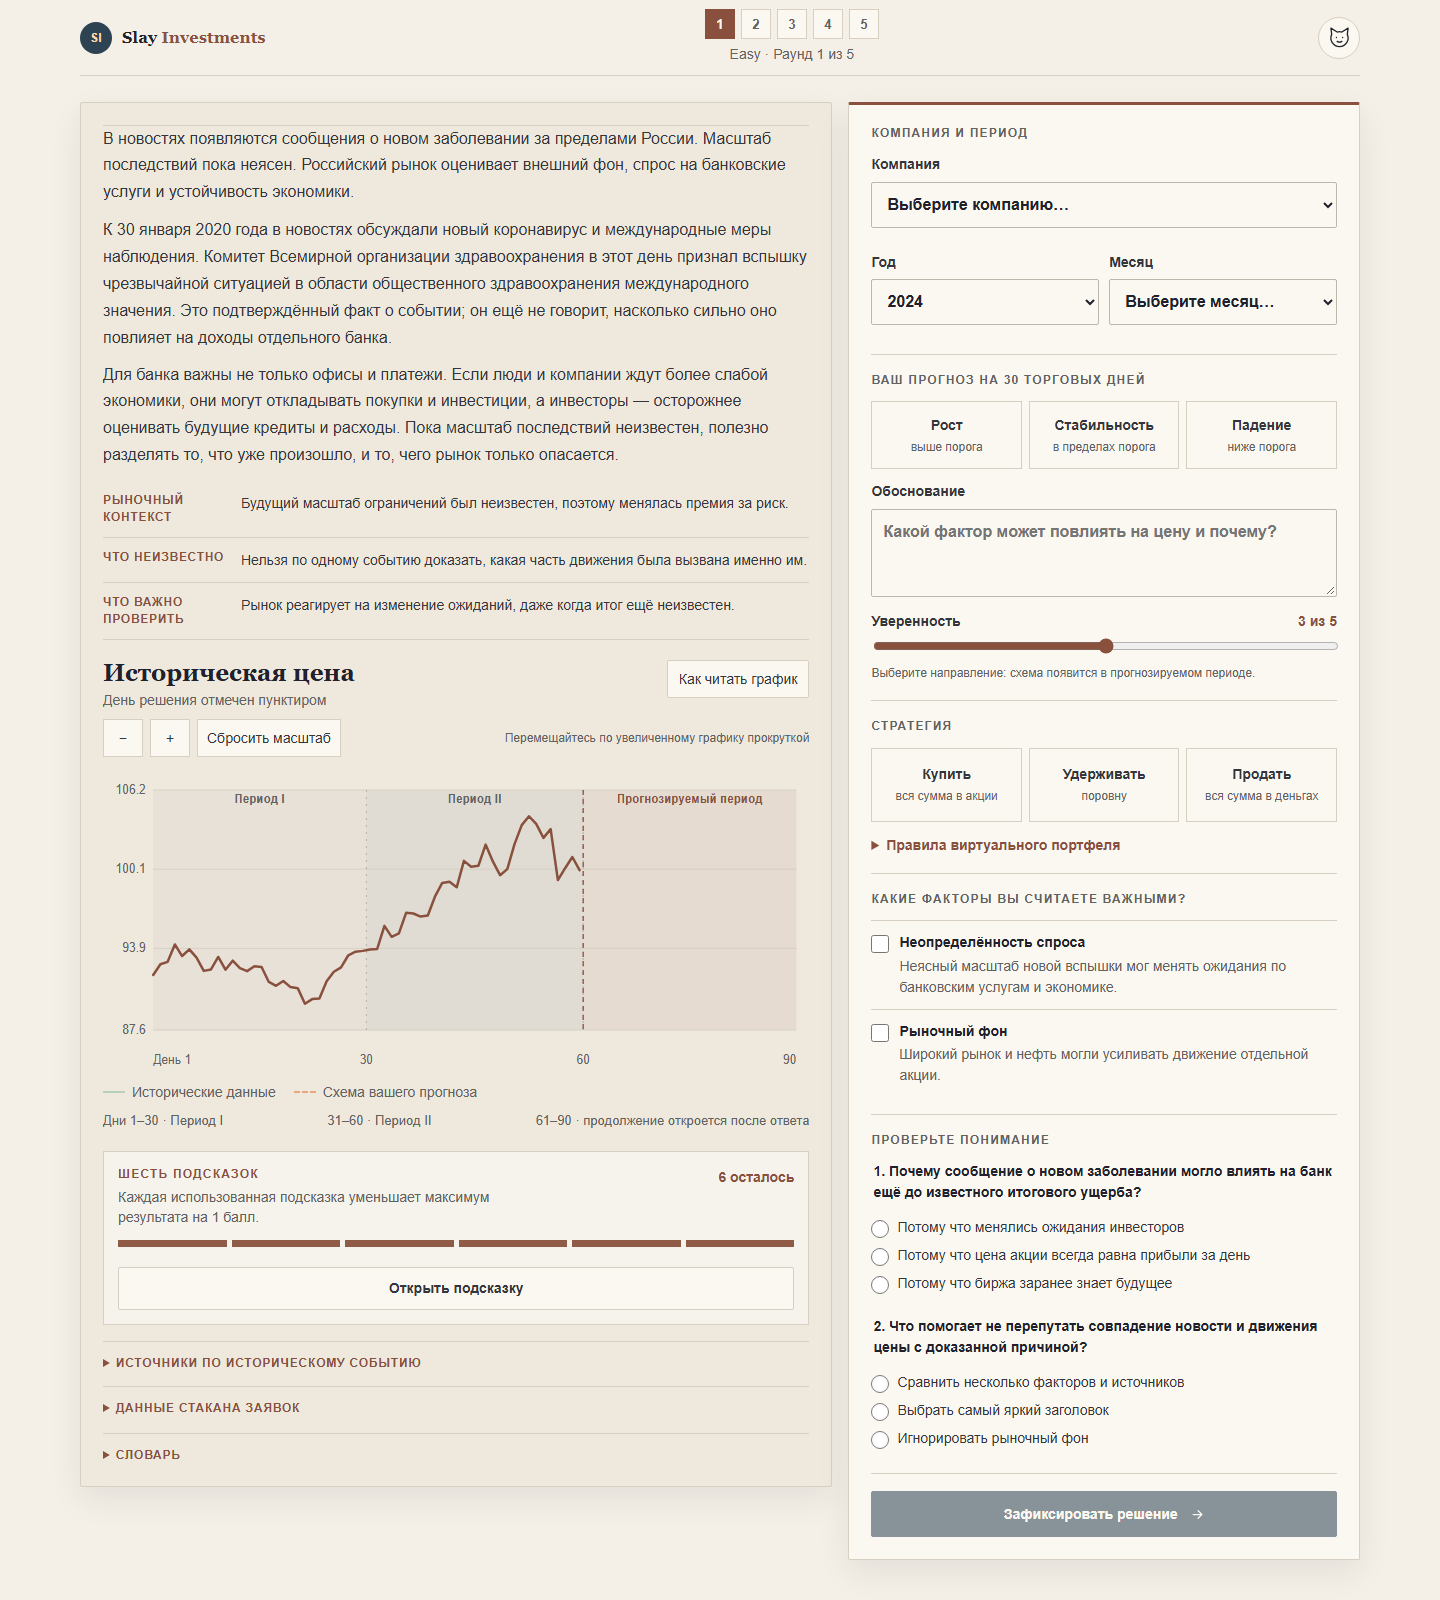 SI
Slay Investments
1 2 3 4 5
Easy · Раунд 1 из 5
В новостях появляются сообщения о новом заболевании за пределами России. Масштаб
последствий пока неясен. Российский рынок оценивает внешний фон, спрос на банковские
услуги и устойчивость экономики.
К 30 января 2020 года в новостях обсуждали новый коронавирус и международные меры
наблюдения. Комитет Всемирной организации здравоохранения в этот день признал вспышку
чрезвычайной ситуацией в области общественного здравоохранения международного
значения. Это подтверждённый факт о событии; он ещё не говорит, насколько сильно оно
повлияет на доходы отдельного банка.
Для банка важны не только офисы и платежи. Если люди и компании ждут более слабой
экономики, они могут откладывать покупки и инвестиции, а инвесторы — осторожнее
оценивать будущие кредиты и расходы. Пока масштаб последствий неизвестен, полезно
разделять то, что уже произошло, и то, чего рынок только опасается.
РЫНОЧНЫЙ
КОНТЕКСТ
Будущий масштаб ограничений был неизвестен, поэтому менялась премия за риск.
ЧТО НЕИЗВЕСТНО
Нельзя по одному событию доказать, какая часть движения была вызвана именно им.
ЧТО ВАЖНО
ПРОВЕРИТЬ
Рынок реагирует на изменение ожиданий, даже когда итог ещё неизвестен.
Историческая цена
День решения отмечен пунктиром
Как читать график
− + Сбросить масштаб
Перемещайтесь по увеличенному графику прокруткой
106.2
100.1
93.9
87.6
Период I
Период II
Прогнозируемый период
День 1 30 60 90
Исторические данные
Схема вашего прогноза
Дни 1–30 · Период I
31–60 · Период II
61–90 · продолжение откроется после ответа
ШЕСТЬ ПОДСКАЗОК
6 осталось
Каждая использованная подсказка уменьшает максимум
результата на 1 балл.
Открыть подсказку
ИСТОЧНИКИ ПО ИСТОРИЧЕСКОМУ СОБЫТИЮ
ДАННЫЕ СТАКАНА ЗАЯВОК
СЛОВАРЬ
КОМПАНИЯ И ПЕРИОД
Компания
Выберите компанию…
Год
Месяц
2024
Выберите месяц…
ВАШ ПРОГНОЗ НА 30 ТОРГОВЫХ ДНЕЙ
Рост
выше порога
Стабильность
в пределах порога
Падение
ниже порога
Обоснование
Какой фактор может повлиять на цену и почему?
Уверенность
3 из 5
Выберите направление: схема появится в прогнозируемом периоде.
СТРАТЕГИЯ
Купить
вся сумма в акции
Удерживать
поровну
Продать
вся сумма в деньгах
Правила виртуального портфеля
КАКИЕ ФАКТОРЫ ВЫ СЧИТАЕТЕ ВАЖНЫМИ?
Неопределённость спроса
Неясный масштаб новой вспышки мог менять ожидания по
банковским услугам и экономике.
Рыночный фон
Широкий рынок и нефть могли усиливать движение отдельной
акции.
ПРОВЕРЬТЕ ПОНИМАНИЕ
1. Почему сообщение о новом заболевании могло влиять на банк
ещё до известного итогового ущерба?
Потому что менялись ожидания инвесторов
Потому что цена акции всегда равна прибыли за день
Потому что биржа заранее знает будущее
2. Что помогает не перепутать совпадение новости и движения
цены с доказанной причиной?
Сравнить несколько факторов и источников
Выбрать самый яркий заголовок
Игнорировать рыночный фон
Зафиксировать решение →